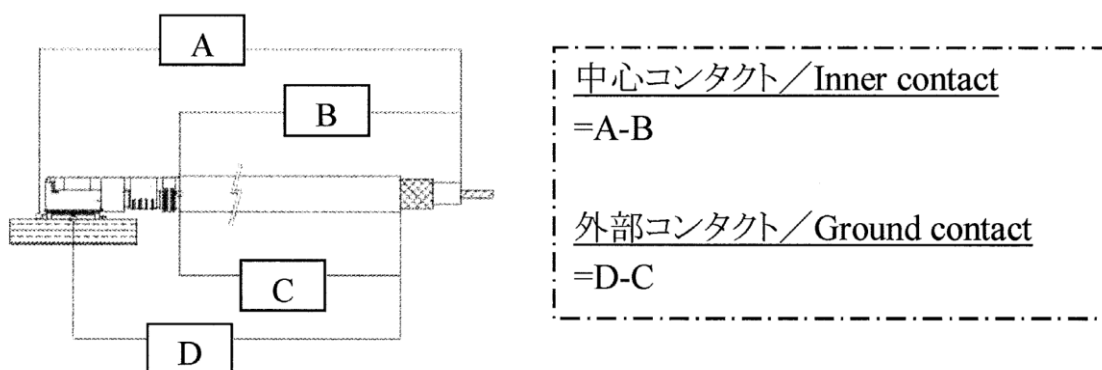 A
B
C
D
中心コンタクト／Inner contact
=A-B
外部コンタクト／Ground contact
=D-C